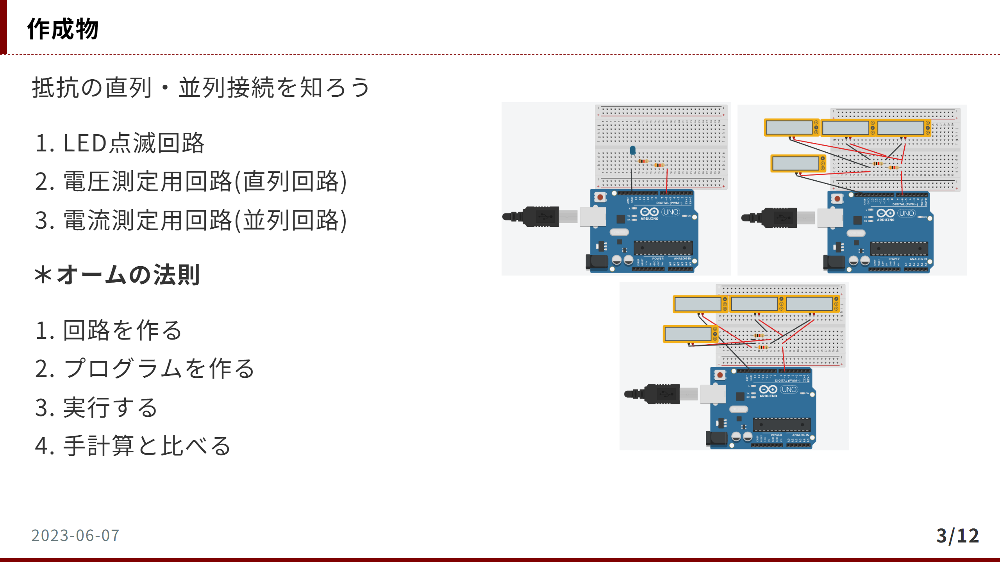 作成物
抵抗の直列・並列接続を知ろう
1. LED点滅回路
2. 電圧測定用回路(直列回路)
3. 電流測定用回路(並列回路)
＊オームの法則
1. 回路を作る
2. プログラムを作る
3. 実行する
4. 手計算と比べる
DIGITAL (PWM~)
UNO
ARDUINO
POWER
ANALOG IN
DIGITAL (PWM~)
UNO
ARDUINO
POWER
ANALOG IN
DIGITAL (PWM~)
UNO
ARDUINO
POWER
ANALOG IN
2023-06-07
3/12